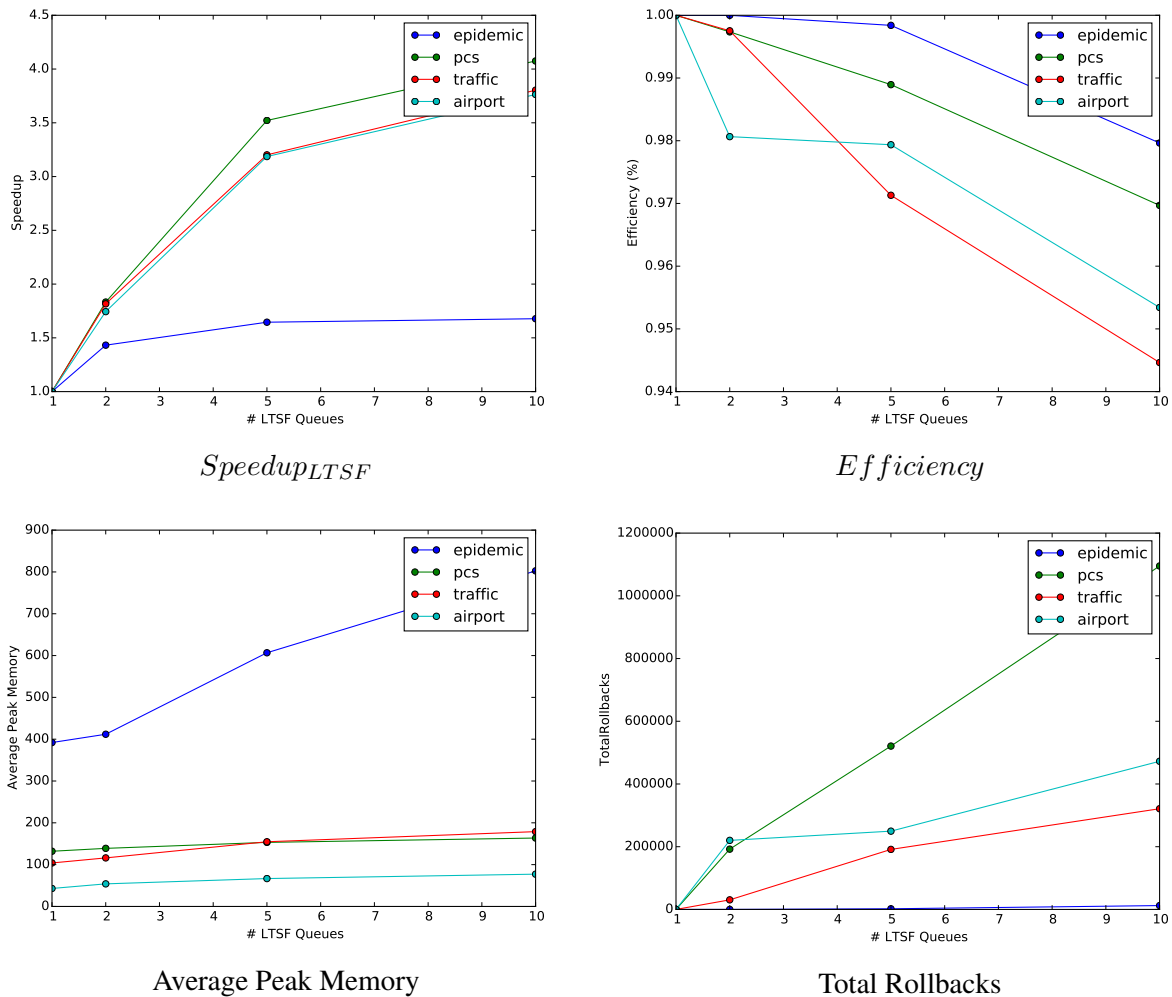 4.5
4.0
3.5
3.0
2.5
2.0
1.5
1.0
Speedup
epidemic
pcs
traffic
airport
1 2 3 4 5 6 7 8 9 10
# LTSF Queues
Speedup_{LTSF}
1.00
0.99
0.98
0.97
0.96
0.95
0.94
Efficiency (%)
epidemic
pcs
traffic
airport
1 2 3 4 5 6 7 8 9 10
# LTSF Queues
Efficiency
900
800
700
600
500
400
300
200
100
0
Average Peak Memory
epidemic
pcs
traffic
airport
1 2 3 4 5 6 7 8 9 10
# LTSF Queues
Average Peak Memory
1200000
1000000
800000
600000
400000
200000
0
TotalRollbacks
epidemic
pcs
traffic
airport
1 2 3 4 5 6 7 8 9 10
# LTSF Queues
Total Rollbacks